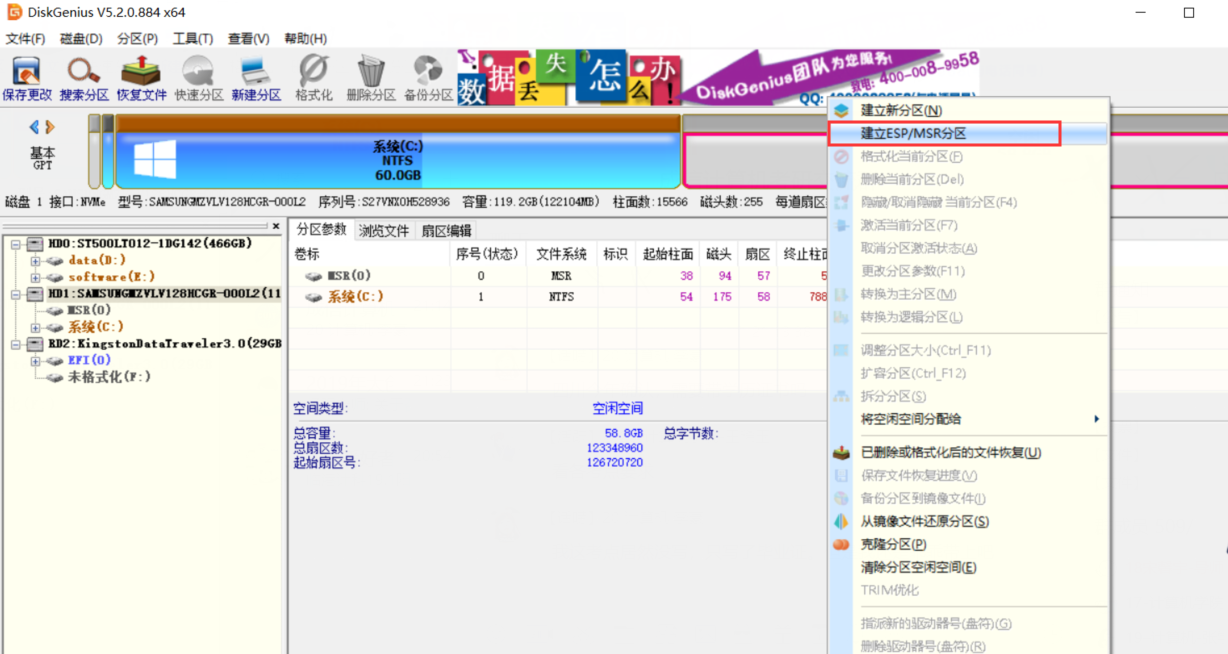 DiskGenius V5.2.0.884 x64
文件(F) 磁盘(D) 分区(P) 工具(T) 查看(V) 帮助(H)
保存更改 搜索分区 恢复文件 快速分区 新建分区 格式化 删除分区 备份分区
数据丢失怎么办!
DiskGenius团队为您服务!
致电: 400-008-9958
QQ:
基本
GPT
系统(C:)
NTFS
60.0GB
磁盘 1 接口:NVMe 型号:SAMSUNGMZVLV128HCGR-000L2 序列号:S27VNX0H528936 容量:119.2GB(122104MB) 柱面数:15566 磁头数:255 每道扇区
HD0:ST500LT012-1DG142(466GB)
data(D:)
software(E:)
HD1:SAMSUNGMZVLV128HCGR-000L2(11
MSR(0)
系统(C:)
RD2:KingstonDataTraveler3.0(29GB
EFI(0)
未格式化(F:)
分区参数 浏览文件 扇区编辑
卷标 序号(状态) 文件系统 标识 起始柱面 磁头 扇区 终止柱面
MSR(0) 0 MSR 38 94 57 5
系统(C:) 1 NTFS 54 175 58 788
空间类型: 空闲空间
总容量: 58.8GB 总字节数:
总扇区数: 123348960
起始扇区号: 126720720
建立新分区(N)
建立ESP/MSR分区
格式化当前分区(F)
删除当前分区(Del)
隐藏/取消隐藏 当前分区(F4)
激活当前分区(F7)
取消分区激活状态(A)
更改分区参数(F11)
转换为主分区(M)
转换为逻辑分区(L)
调整分区大小(Ctrl_F11)
扩容分区(Ctrl_F12)
拆分分区(S)
将空闲空间分配给
已删除或格式化后的文件恢复(U)
保存文件恢复进度(V)
备份分区到镜像文件(I)
从镜像文件还原分区(S)
克隆分区(P)
清除分区空闲空间(E)
TRIM优化
指派新的驱动器号(盘符)(G)
删除驱动器号(盘符)(R)